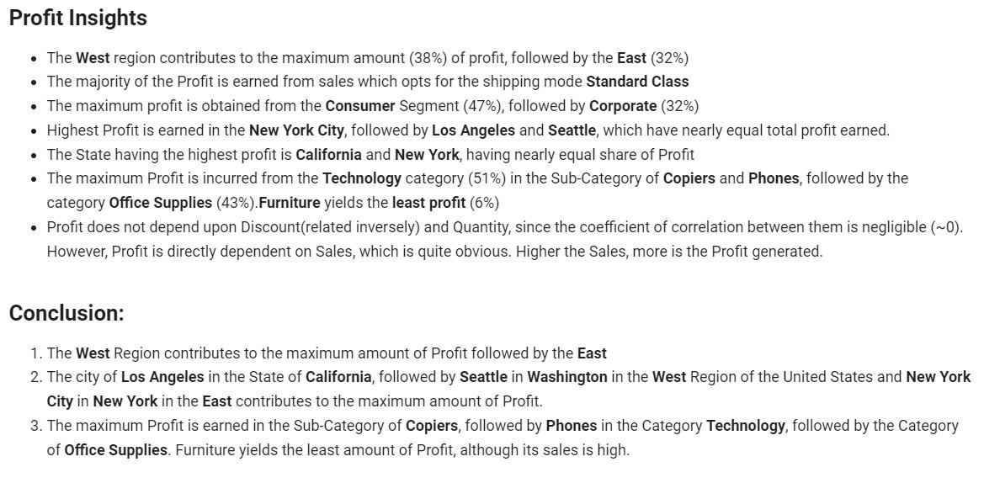 Profit Insights
• The West region contributes to the maximum amount (38%) of profit, followed by the East (32%)
• The majority of the Profit is earned from sales which opts for the shipping mode Standard Class
• The maximum profit is obtained from the Consumer Segment (47%), followed by Corporate (32%)
• Highest Profit is earned in the New York City, followed by Los Angeles and Seattle, which have nearly equal total profit earned.
• The State having the highest profit is California and New York, having nearly equal share of Profit
• The maximum Profit is incurred from the Technology category (51%) in the Sub-Category of Copiers and Phones, followed by the
category Office Supplies (43%).Furniture yields the least profit (6%)
• Profit does not depend upon Discount(related inversely) and Quantity, since the coefficient of correlation between them is negligible (~0).
However, Profit is directly dependent on Sales, which is quite obvious. Higher the Sales, more is the Profit generated.
Conclusion:
1. The West Region contributes to the maximum amount of Profit followed by the East
2. The city of Los Angeles in the State of California, followed by Seattle in Washington in the West Region of the United States and New York
City in New York in the East contributes to the maximum amount of Profit.
3. The maximum Profit is earned in the Sub-Category of Copiers, followed by Phones in the Category Technology, followed by the Category
of Office Supplies. Furniture yields the least amount of Profit, although its sales is high.